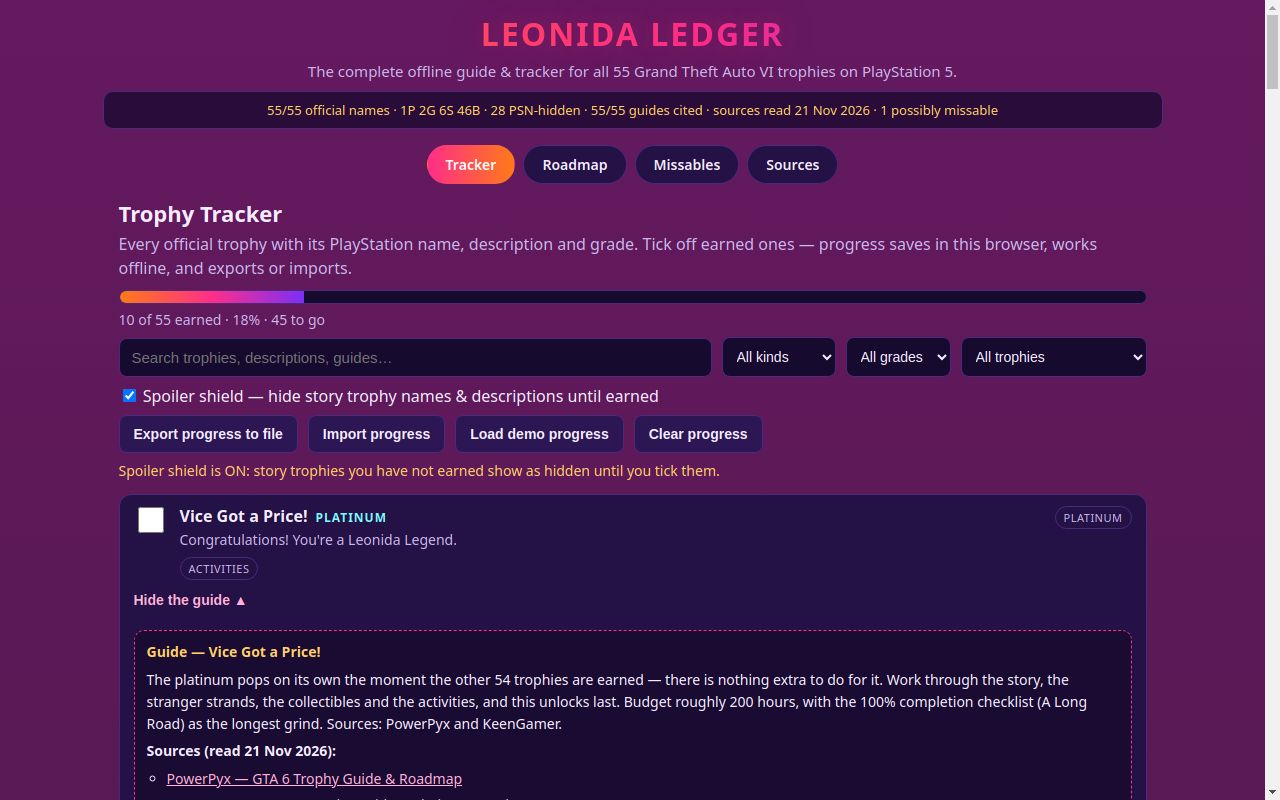 LEONIDA LEDGER
The complete offline guide & tracker for all 55 Grand Theft Auto VI trophies on PlayStation 5.
55/55 official names · 1P 2G 6S 46B · 28 PSN-hidden · 55/55 guides cited · sources read 21 Nov 2026 · 1 possibly missable
Tracker
Roadmap
Missables
Sources
Trophy Tracker
Every official trophy with its PlayStation name, description and grade. Tick off earned ones — progress saves in this browser, works
offline, and exports or imports.
10 of 55 earned · 18% · 45 to go
Search trophies, descriptions, guides…
All kinds
All grades
All trophies
Spoiler shield — hide story trophy names & descriptions until earned
Export progress to file
Import progress
Load demo progress
Clear progress
Spoiler shield is ON: story trophies you have not earned show as hidden until you tick them.
Vice Got a Price! PLATINUM
PLATINUM
Congratulations! You're a Leonida Legend.
ACTIVITIES
Hide the guide ▲
Guide — Vice Got a Price!
The platinum pops on its own the moment the other 54 trophies are earned — there is nothing extra to do for it. Work through the story, the
stranger strands, the collectibles and the activities, and this unlocks last. Budget roughly 200 hours, with the 100% completion checklist (A Long
Road) as the longest grind. Sources: PowerPyx and KeenGamer.
Sources (read 21 Nov 2026):
PowerPyx — GTA 6 Trophy Guide & Roadmap